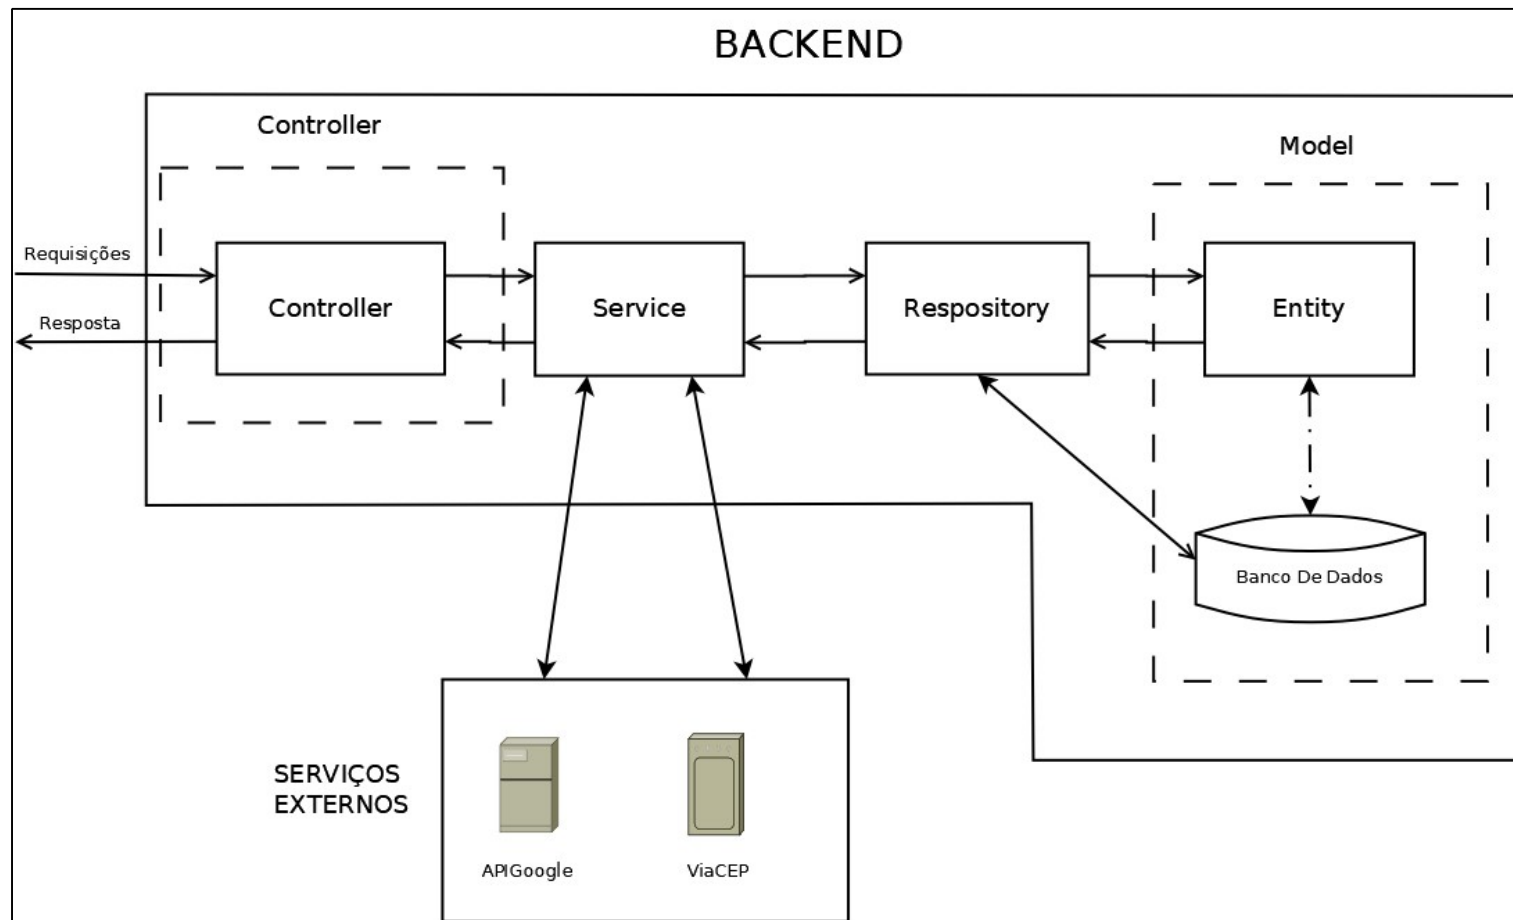 BACKEND
Controller
Model
Requisições
Resposta
Controller
Service
Respository
Entity
Banco De Dados
SERVIÇOS
EXTERNOS
APIGoogle
ViaCEP